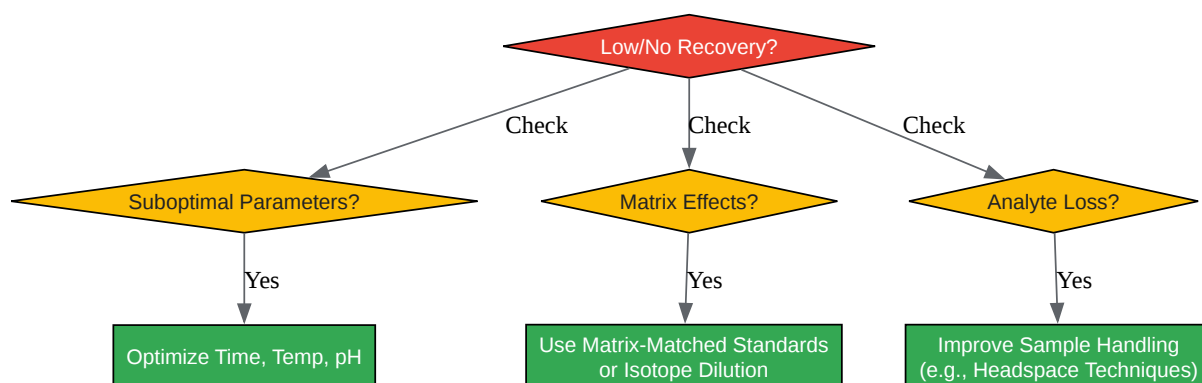 Low/No Recovery?
Check
Check
Check
Suboptimal Parameters?
Matrix Effects?
Analyte Loss?
Yes
Yes
Yes
Optimize Time, Temp, pH
Use Matrix-Matched Standards
or Isotope Dilution
Improve Sample Handling
(e.g., Headspace Techniques)